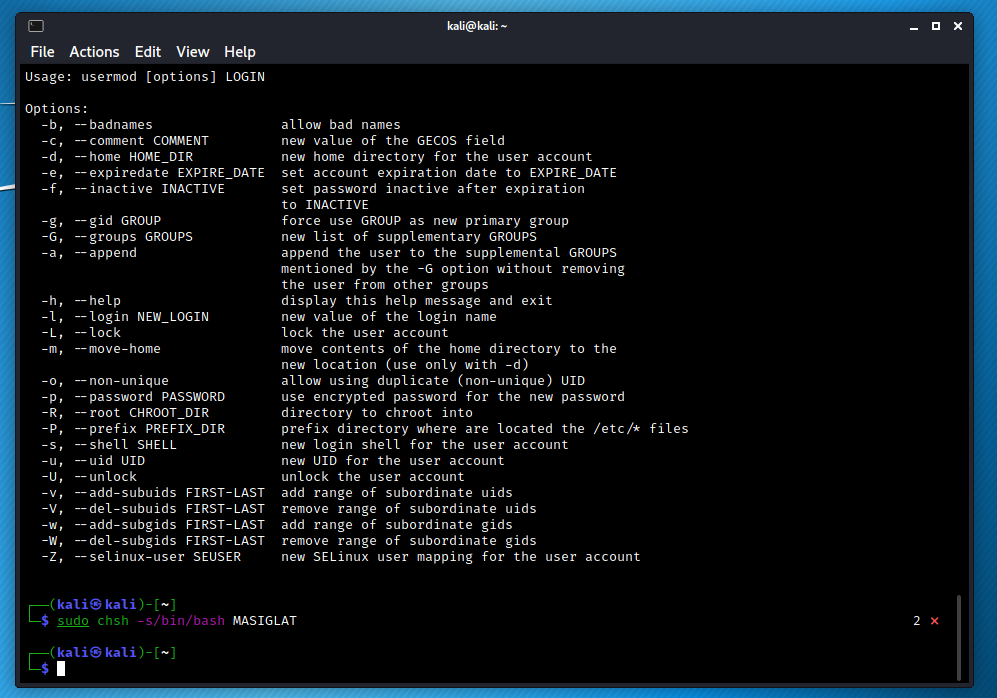 kali@kali: ~
File Actions Edit View Help
Usage: usermod [options] LOGIN
Options:
-b, --badnames allow bad names
-c, --comment COMMENT new value of the GECOS field
-d, --home HOME_DIR new home directory for the user account
-e, --expiredate EXPIRE_DATE set account expiration date to EXPIRE_DATE
-f, --inactive INACTIVE set password inactive after expiration
to INACTIVE
-g, --gid GROUP force use GROUP as new primary group
-G, --groups GROUPS new list of supplementary GROUPS
-a, --append append the user to the supplemental GROUPS
mentioned by the -G option without removing
the user from other groups
-h, --help display this help message and exit
-l, --login NEW_LOGIN new value of the login name
-L, --lock lock the user account
-m, --move-home move contents of the home directory to the
new location (use only with -d)
-o, --non-unique allow using duplicate (non-unique) UID
-p, --password PASSWORD use encrypted password for the new password
-R, --root CHROOT_DIR directory to chroot into
-P, --prefix PREFIX_DIR prefix directory where are located the /etc/* files
-s, --shell SHELL new login shell for the user account
-u, --uid UID new UID for the user account
-U, --unlock unlock the user account
-v, --add-subuids FIRST-LAST add range of subordinate uids
-V, --del-subuids FIRST-LAST remove range of subordinate uids
-w, --add-subgids FIRST-LAST add range of subordinate gids
-W, --del-subgids FIRST-LAST remove range of subordinate gids
-Z, --selinux-user SEUSER new SELinux user mapping for the user account
┌──(kali㉿kali)-[~]
└─$ sudo chsh -s/bin/bash MASIGLAT 2 ⨯
┌──(kali㉿kali)-[~]
└─$